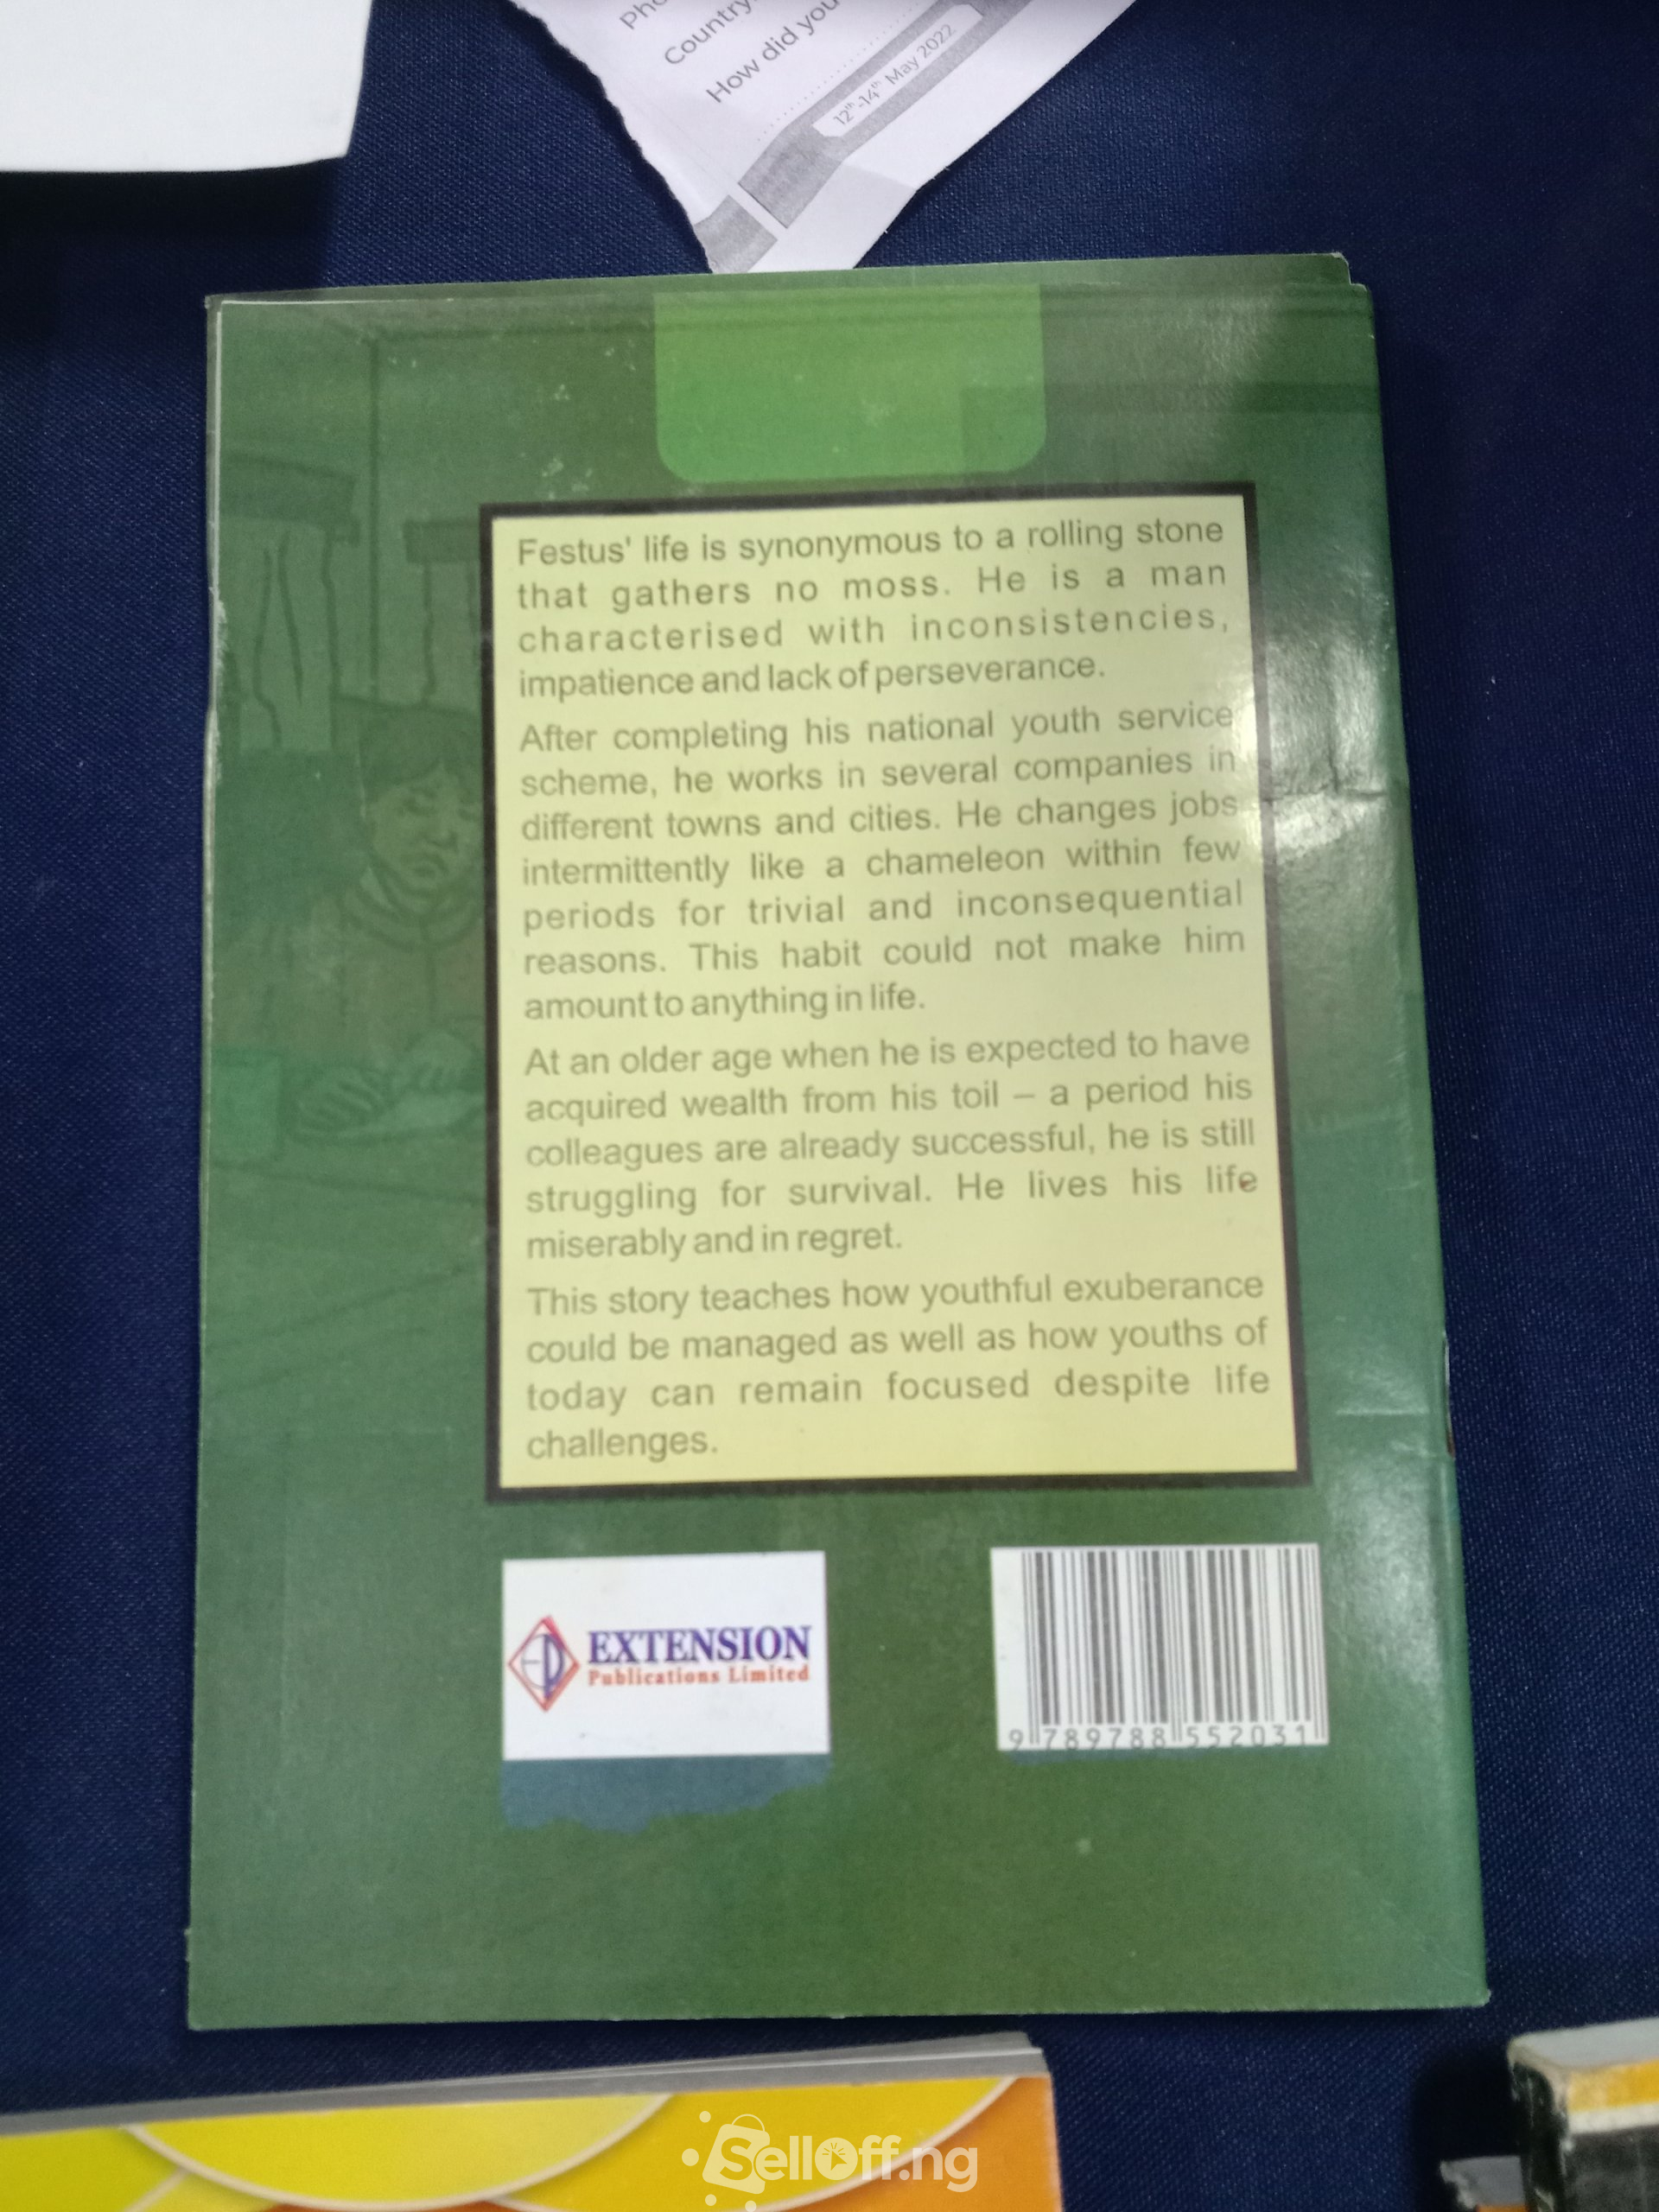 Country
How did you
12th-14th May 2022
Festus' life is synonymous to a rolling stone
that gathers no moss. He is a man
characterised with inconsistencies,
impatience and lack of perseverance.
After completing his national youth service
scheme, he works in several companies in
different towns and cities. He changes jobs
intermittently like a chameleon within few
periods for trivial and inconsequential
reasons. This habit could not make him
amount to anything in life.
At an older age when he is expected to have
acquired wealth from his toil – a period his
colleagues are already successful, he is still
struggling for survival. He lives his life
miserably and in regret.
This story teaches how youthful exuberance
could be managed as well as how youths of
today can remain focused despite life
challenges.
EXTENSION
Publications Limited
9 789788 552031
SellOff.ng